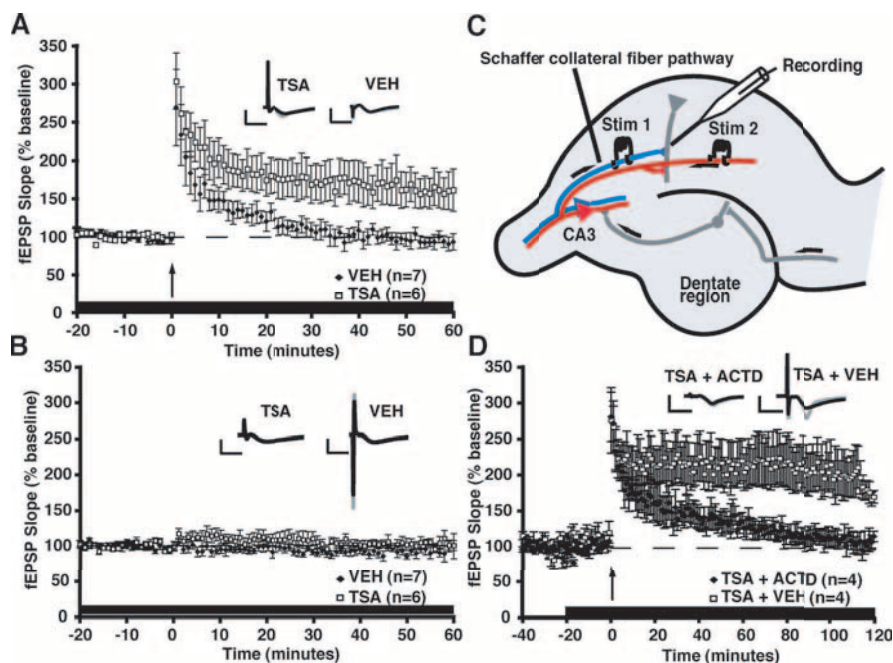 A
fEPSP Slope (% baseline)
350
300
250
200
150
100
50
0
TSA
VEH
VEH (n=7)
TSA (n=6)
-20 -10 0 10 20 30 40 50 60
Time (minutes)
B
fEPSP Slope (% baseline)
350
300
250
200
150
100
50
0
TSA
VEH
VEH (n=7)
TSA (n=6)
-20 -10 0 10 20 30 40 50 60
Time (minutes)
C
Schaffer collateral fiber pathway
Recording
Stim 1
Stim 2
CA3
Dentate
region
D
fEPSP Slope (% baseline)
350
300
250
200
150
100
50
0
TSA + ACTD
TSA + VEH
TSA + ACTD (n=4)
TSA + VEH (n=4)
-40 -20 0 20 40 60 80 100 120
Time (minutes)